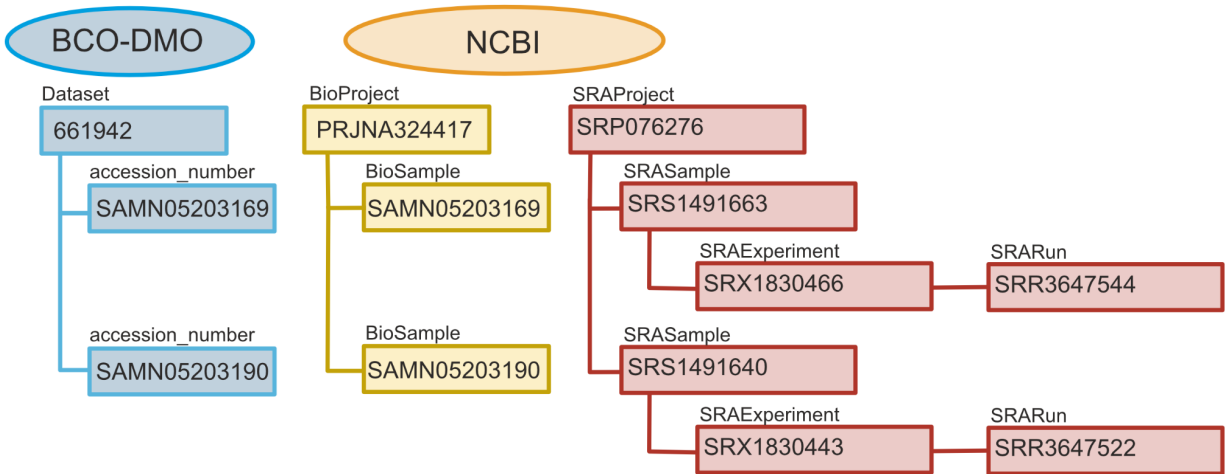 BCO-DMO
NCBI
Dataset
661942
BioProject
PRJNA324417
SRAProject
SRP076276
accession_number
SAMN05203169
BioSample
SAMN05203169
SRASample
SRS1491663
SRAExperiment
SRX1830466
SRARun
SRR3647544
accession_number
SAMN05203190
BioSample
SAMN05203190
SRASample
SRS1491640
SRAExperiment
SRX1830443
SRARun
SRR3647522